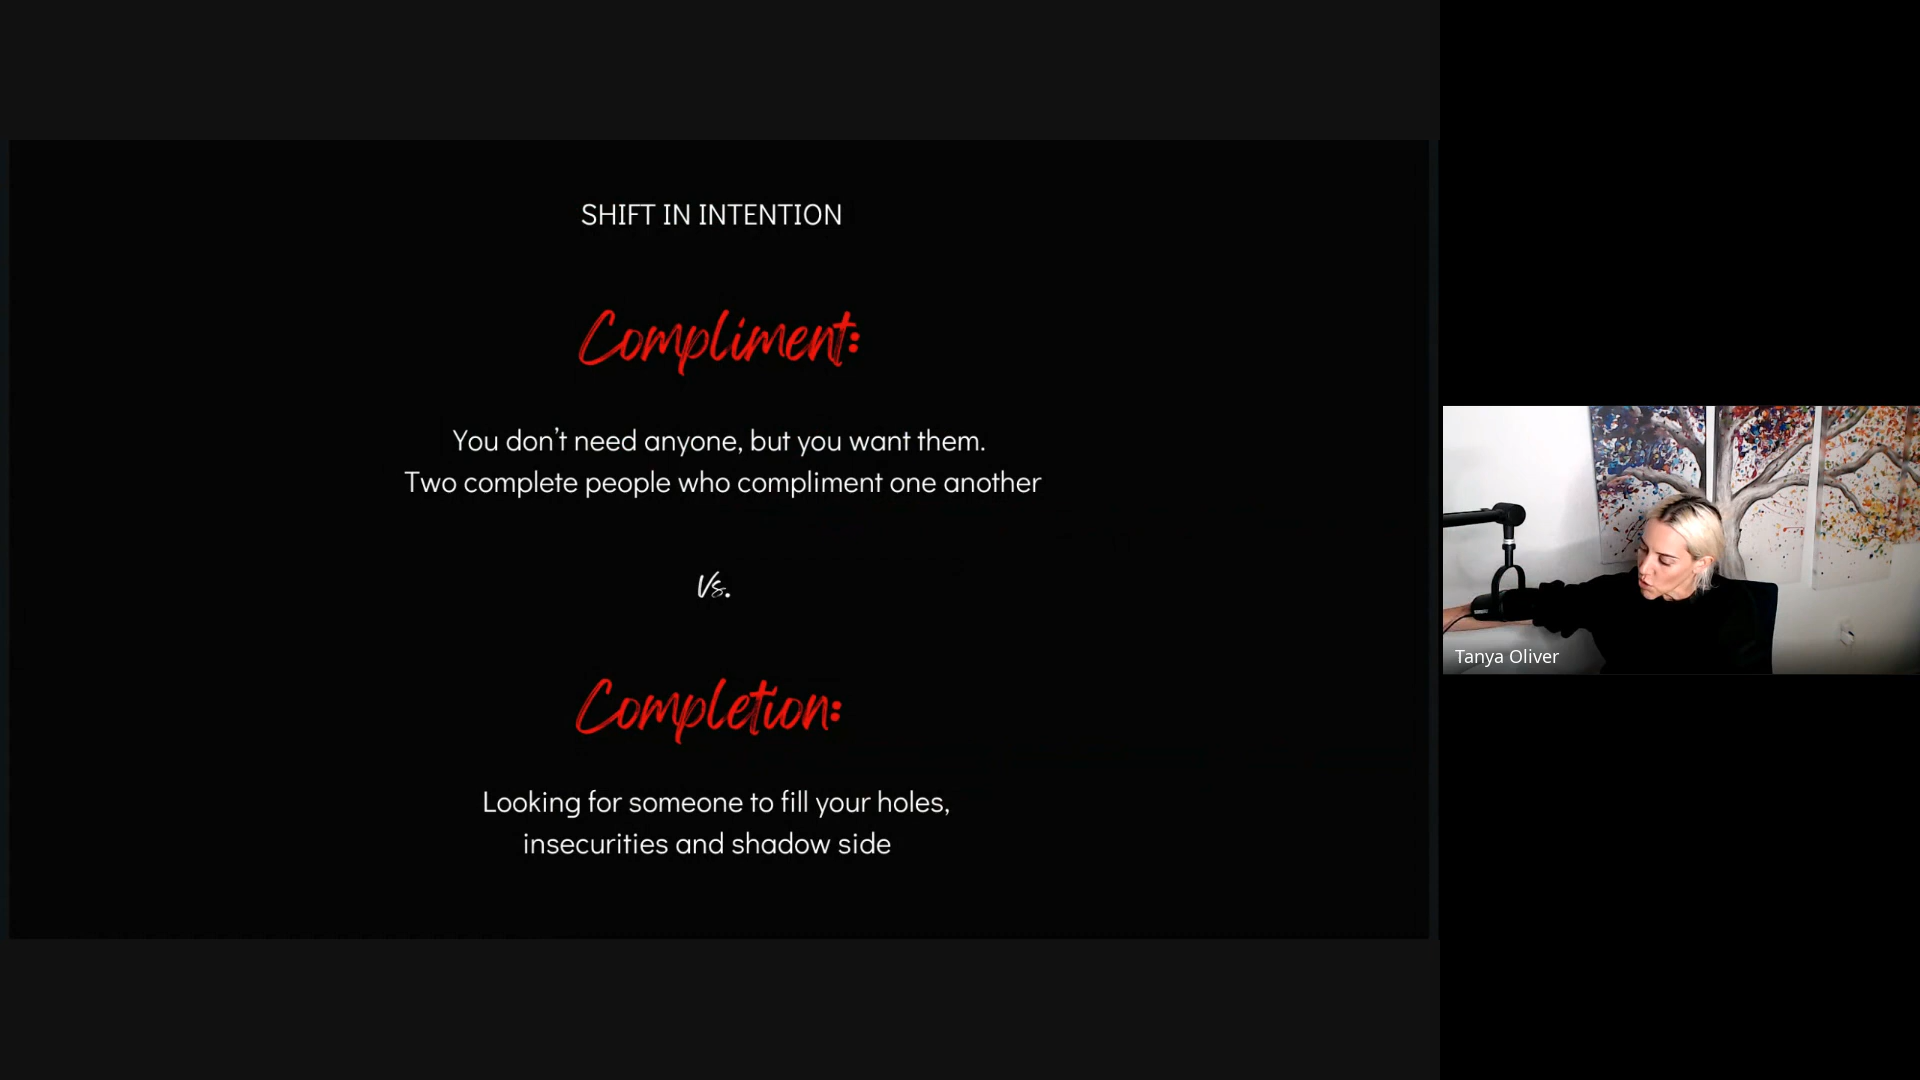 SHIFT IN INTENTION
Compliment:
You don’t need anyone, but you want them.
Two complete people who compliment one another
Vs.
Completion:
Looking for someone to fill your holes,
insecurities and shadow side
Tanya Oliver